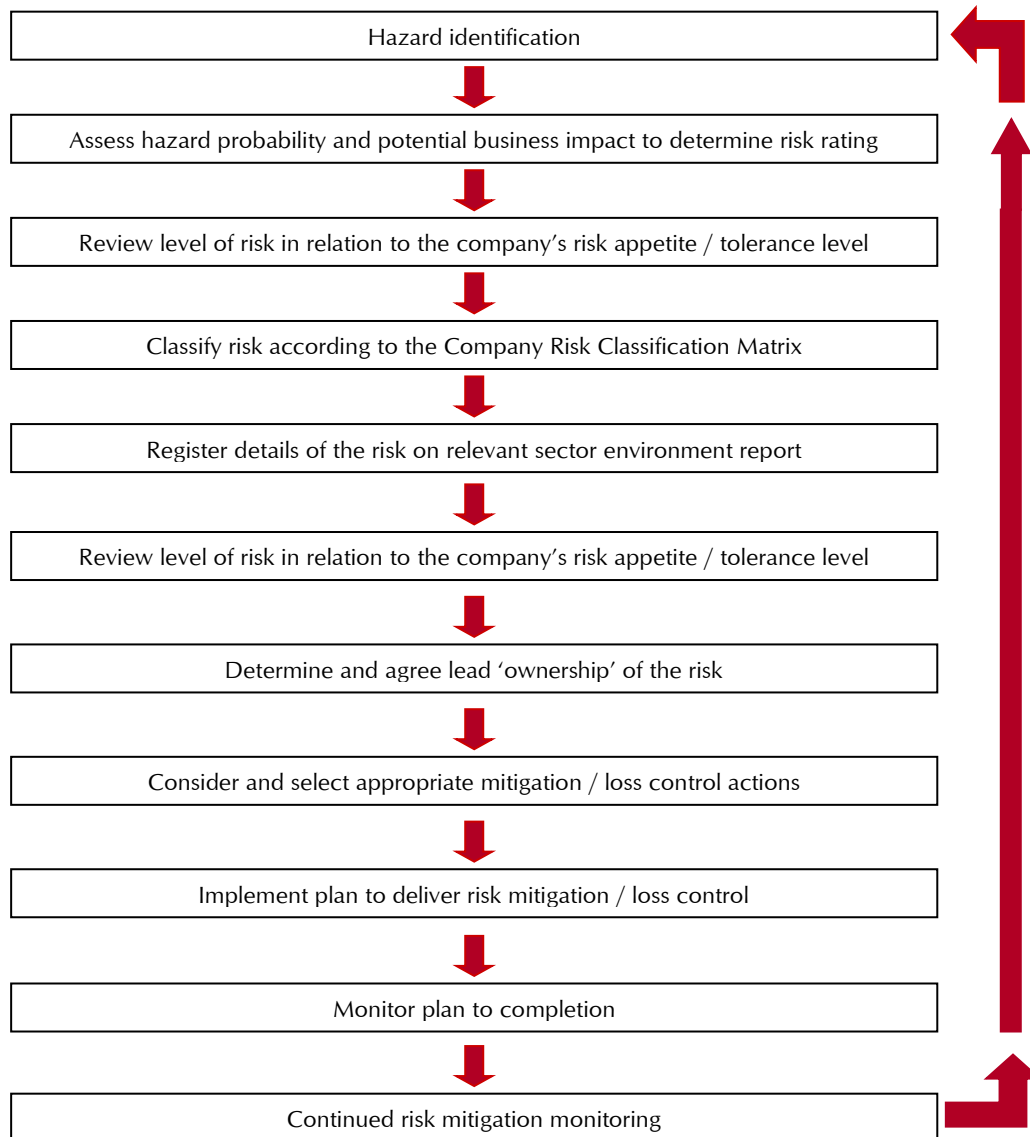 Hazard identification
Assess hazard probability and potential business impact to determine risk rating
Review level of risk in relation to the company’s risk appetite / tolerance level
Classify risk according to the Company Risk Classification Matrix
Register details of the risk on relevant sector environment report
Review level of risk in relation to the company’s risk appetite / tolerance level
Determine and agree lead ‘ownership’ of the risk
Consider and select appropriate mitigation / loss control actions
Implement plan to deliver risk mitigation / loss control
Monitor plan to completion
Continued risk mitigation monitoring